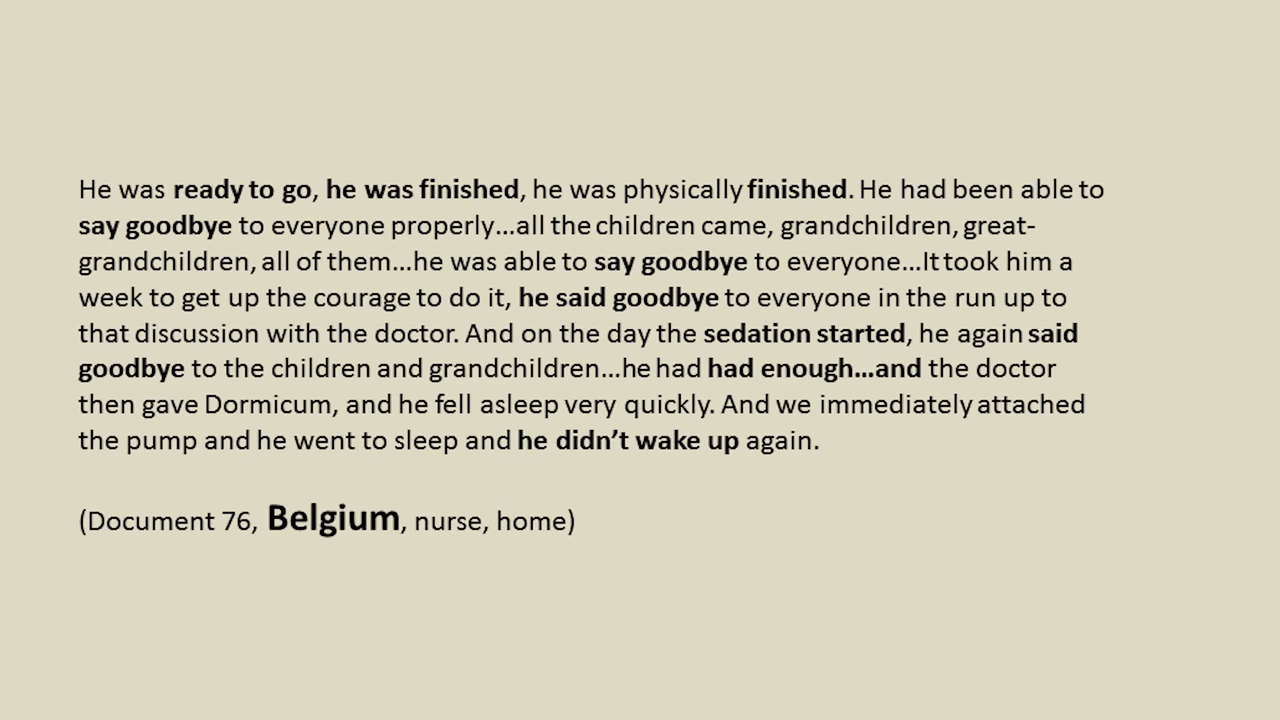 He was ready to go, he was finished, he was physically finished. He had been able to
say goodbye to everyone properly…all the children came, grandchildren, great-
grandchildren, all of them…he was able to say goodbye to everyone…It took him a
week to get up the courage to do it, he said goodbye to everyone in the run up to
that discussion with the doctor. And on the day the sedation started, he again said
goodbye to the children and grandchildren…he had had enough…and the doctor
then gave Dormicum, and he fell asleep very quickly. And we immediately attached
the pump and he went to sleep and he didn’t wake up again.
(Document 76, Belgium, nurse, home)